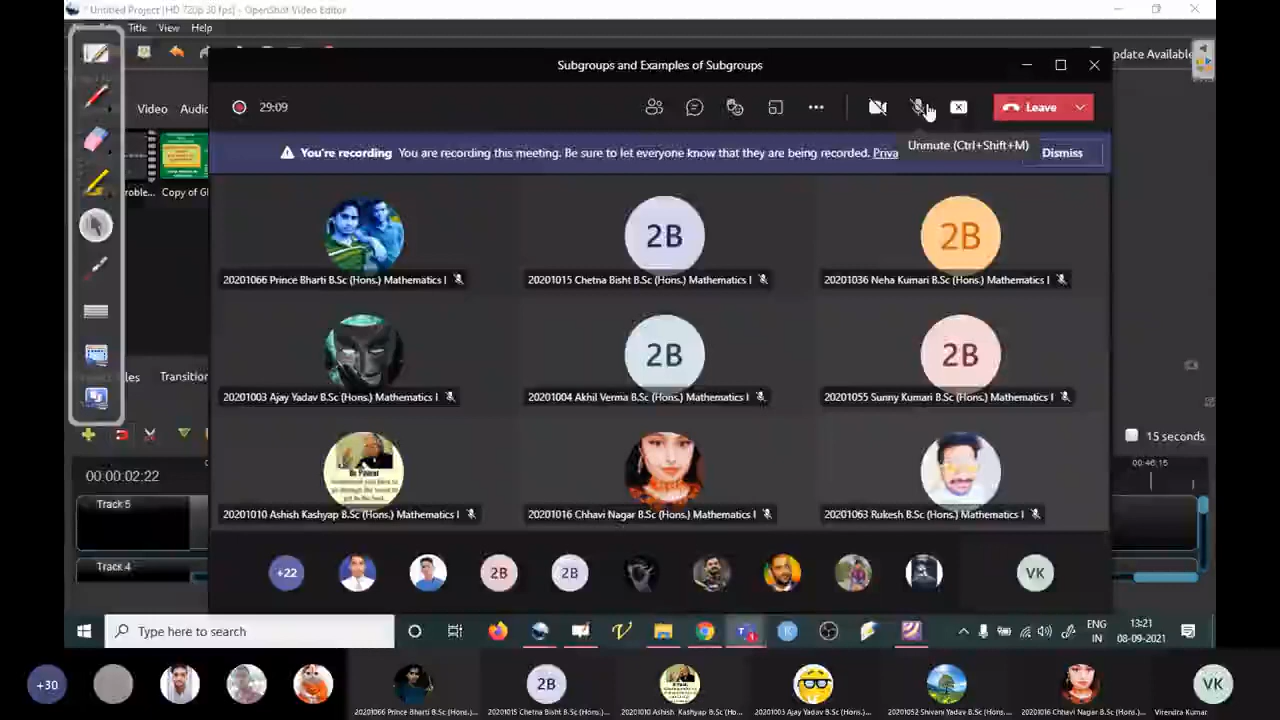 * Untitled Project [HD 720p 30 fps] - OpenShot Video Editor
Title View Help
Subgroups and Examples of Subgroups
pdate Available
29:09
Leave
Video Audio
You're recording You are recording this meeting. Be sure to let everyone know that they are being recorded. Priva
Unmute (Ctrl+Shift+M)
Dismiss
roble... Copy of Gl
2B
2B
20201066 Prince Bharti B.Sc (Hons.) Mathematics I
20201015 Chetna Bisht B.Sc (Hons.) Mathematics I
20201036 Neha Kumari B.Sc (Hons.) Mathematics I
2B
2B
iles Transition
20201003 Ajay Yadav B.Sc (Hons.) Mathematics I
20201004 Akhil Verma B.Sc (Hons.) Mathematics I
20201055 Sunny Kumari B.Sc (Hons.) Mathematics I
15 seconds
00:00:02:22
00:46:15
Track 5
20201010 Ashish Kashyap B.Sc (Hons.) Mathematics I
20201016 Chhavi Nagar B.Sc (Hons.) Mathematics I
20201063 Rukesh B.Sc (Hons.) Mathematics I
Track 4
+22
2B
2B
VK
Type here to search
ENG
IN
13:21
08-09-2021
+30
2B
VK
20201066 Prince Bharti B.Sc (Hons.)...
20201015 Chetna Bisht B.Sc (Hons.)...
20201010 Ashish Kashyap B.Sc (Ho...
20201003 Ajay Yadav B.Sc (Hons.)...
20201052 Shivani Yadav B.Sc (Hons.)...
20201016 Chhavi Nagar B.Sc (Hons.)...
Virendra Kumar